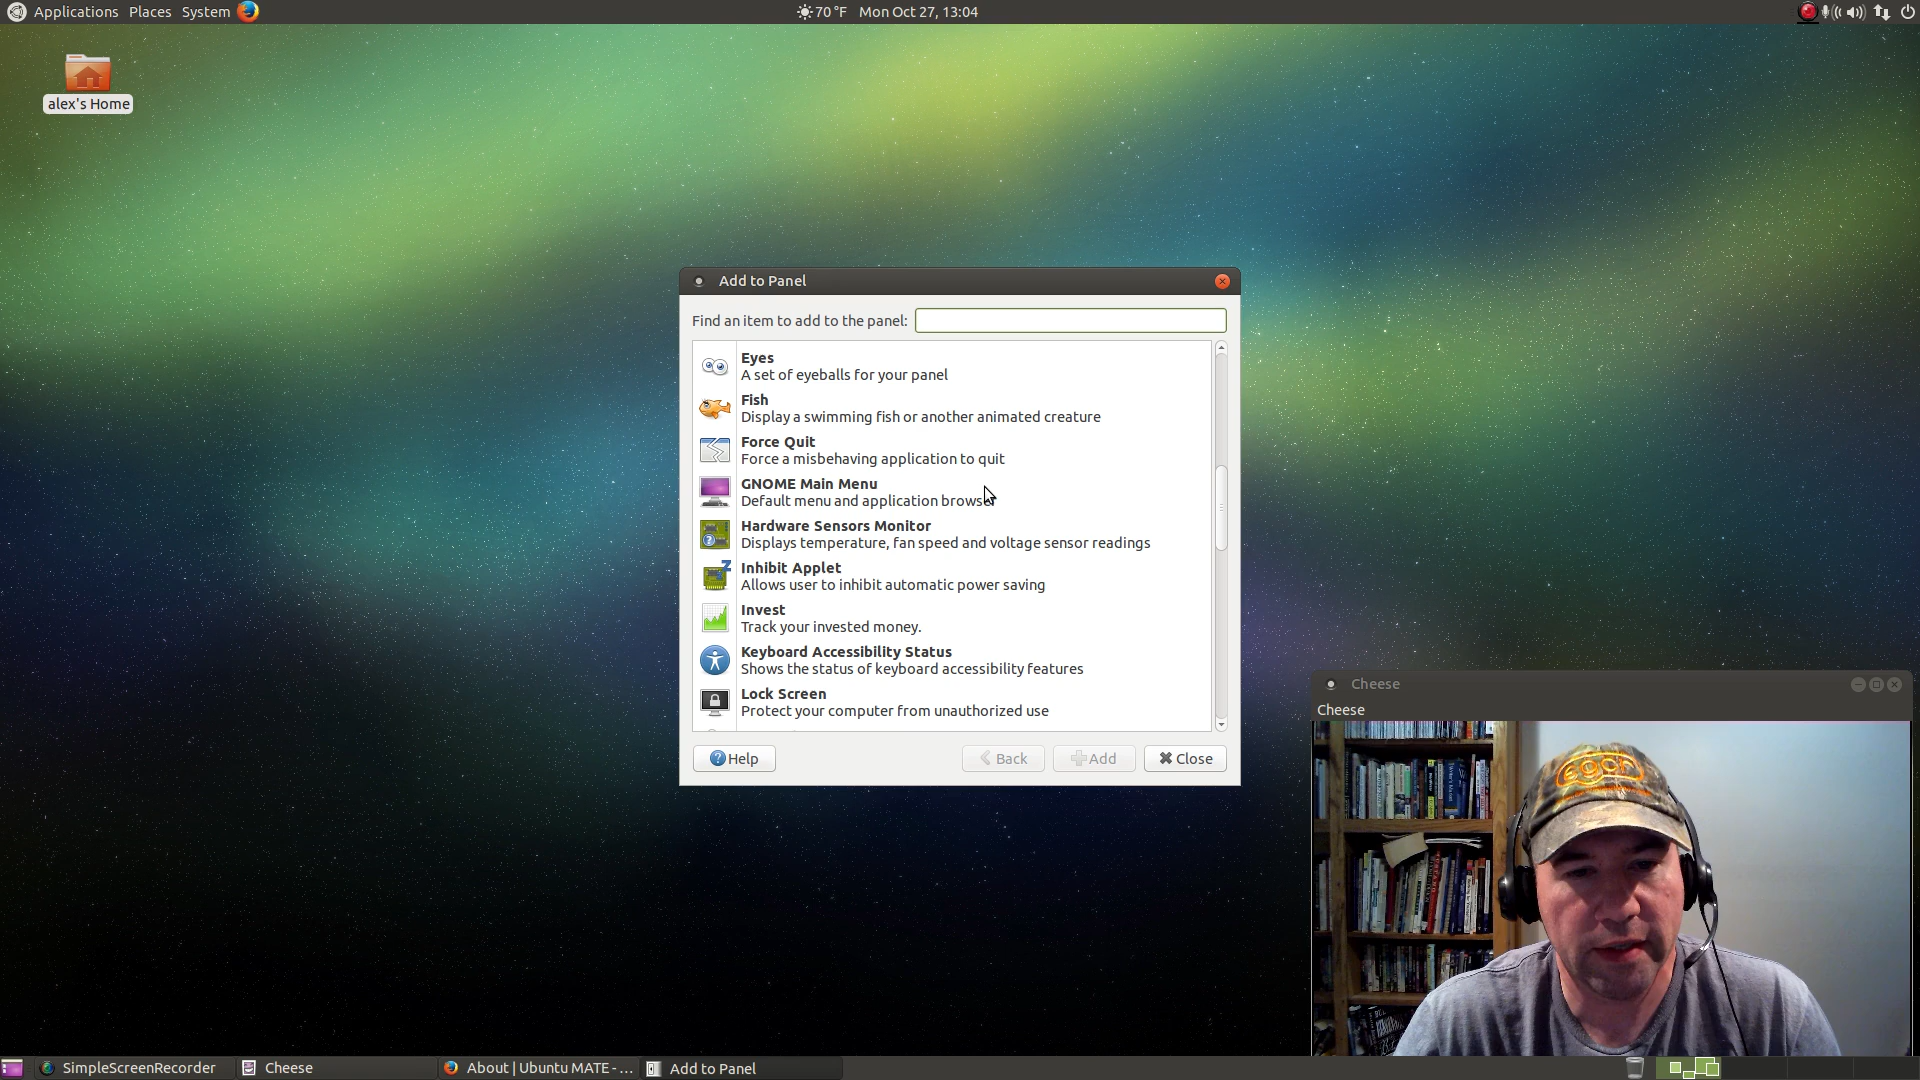 Applications Places System 70 °F Mon Oct 27, 13:04
alex's Home
Add to Panel
Find an item to add to the panel:
Eyes
A set of eyeballs for your panel
Fish
Display a swimming fish or another animated creature
Force Quit
Force a misbehaving application to quit
GNOME Main Menu
Default menu and application browser
Hardware Sensors Monitor
Displays temperature, fan speed and voltage sensor readings
Inhibit Applet
Allows user to inhibit automatic power saving
Invest
Track your invested money.
Keyboard Accessibility Status
Shows the status of keyboard accessibility features
Lock Screen
Protect your computer from unauthorized use
Help Back Add Close
Cheese
Cheese
SimpleScreenRecorder Cheese About | Ubuntu MATE - ... Add to Panel